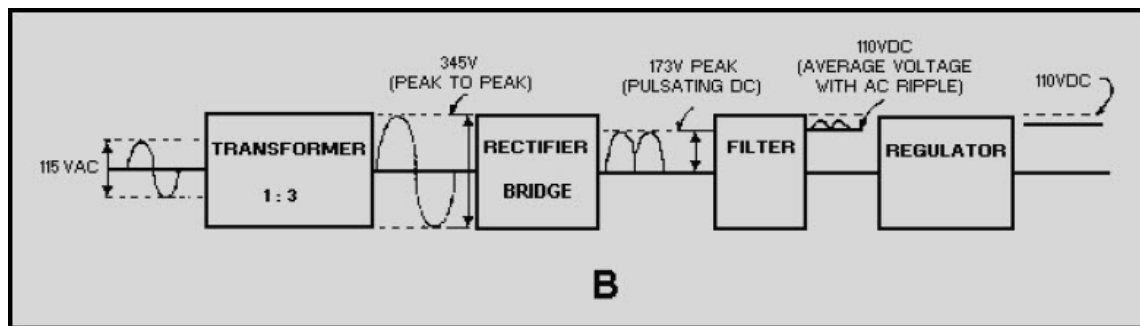 115 VAC
TRANSFORMER
1 : 3
345V
(PEAK TO PEAK)
RECTIFIER
BRIDGE
173V PEAK
(PULSATING DC)
FILTER
110VDC
(AVERAGE VOLTAGE
WITH AC RIPPLE)
REGULATOR
110VDC
B